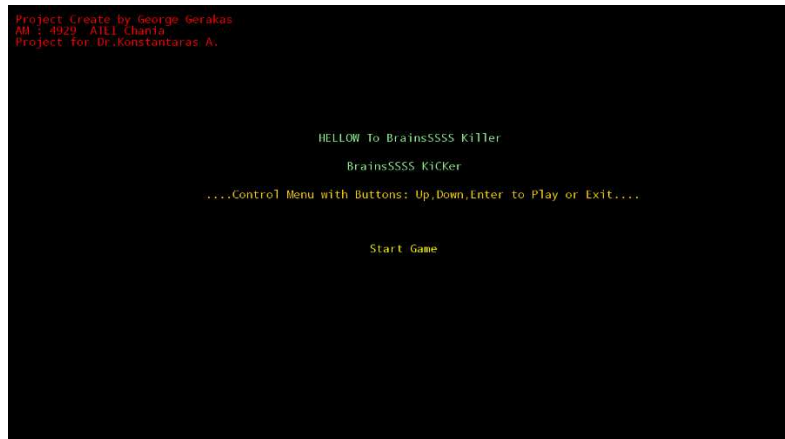 Project Create by George Gerakas
AM : 4929 ATEI Chania
Project for Dr.Konstantaras A.
HELLOW To BrainsSSSS Killer
BrainsSSSS KiCKer
....Control Menu with Buttons: Up,Down,Enter to Play or Exit....
Start Game